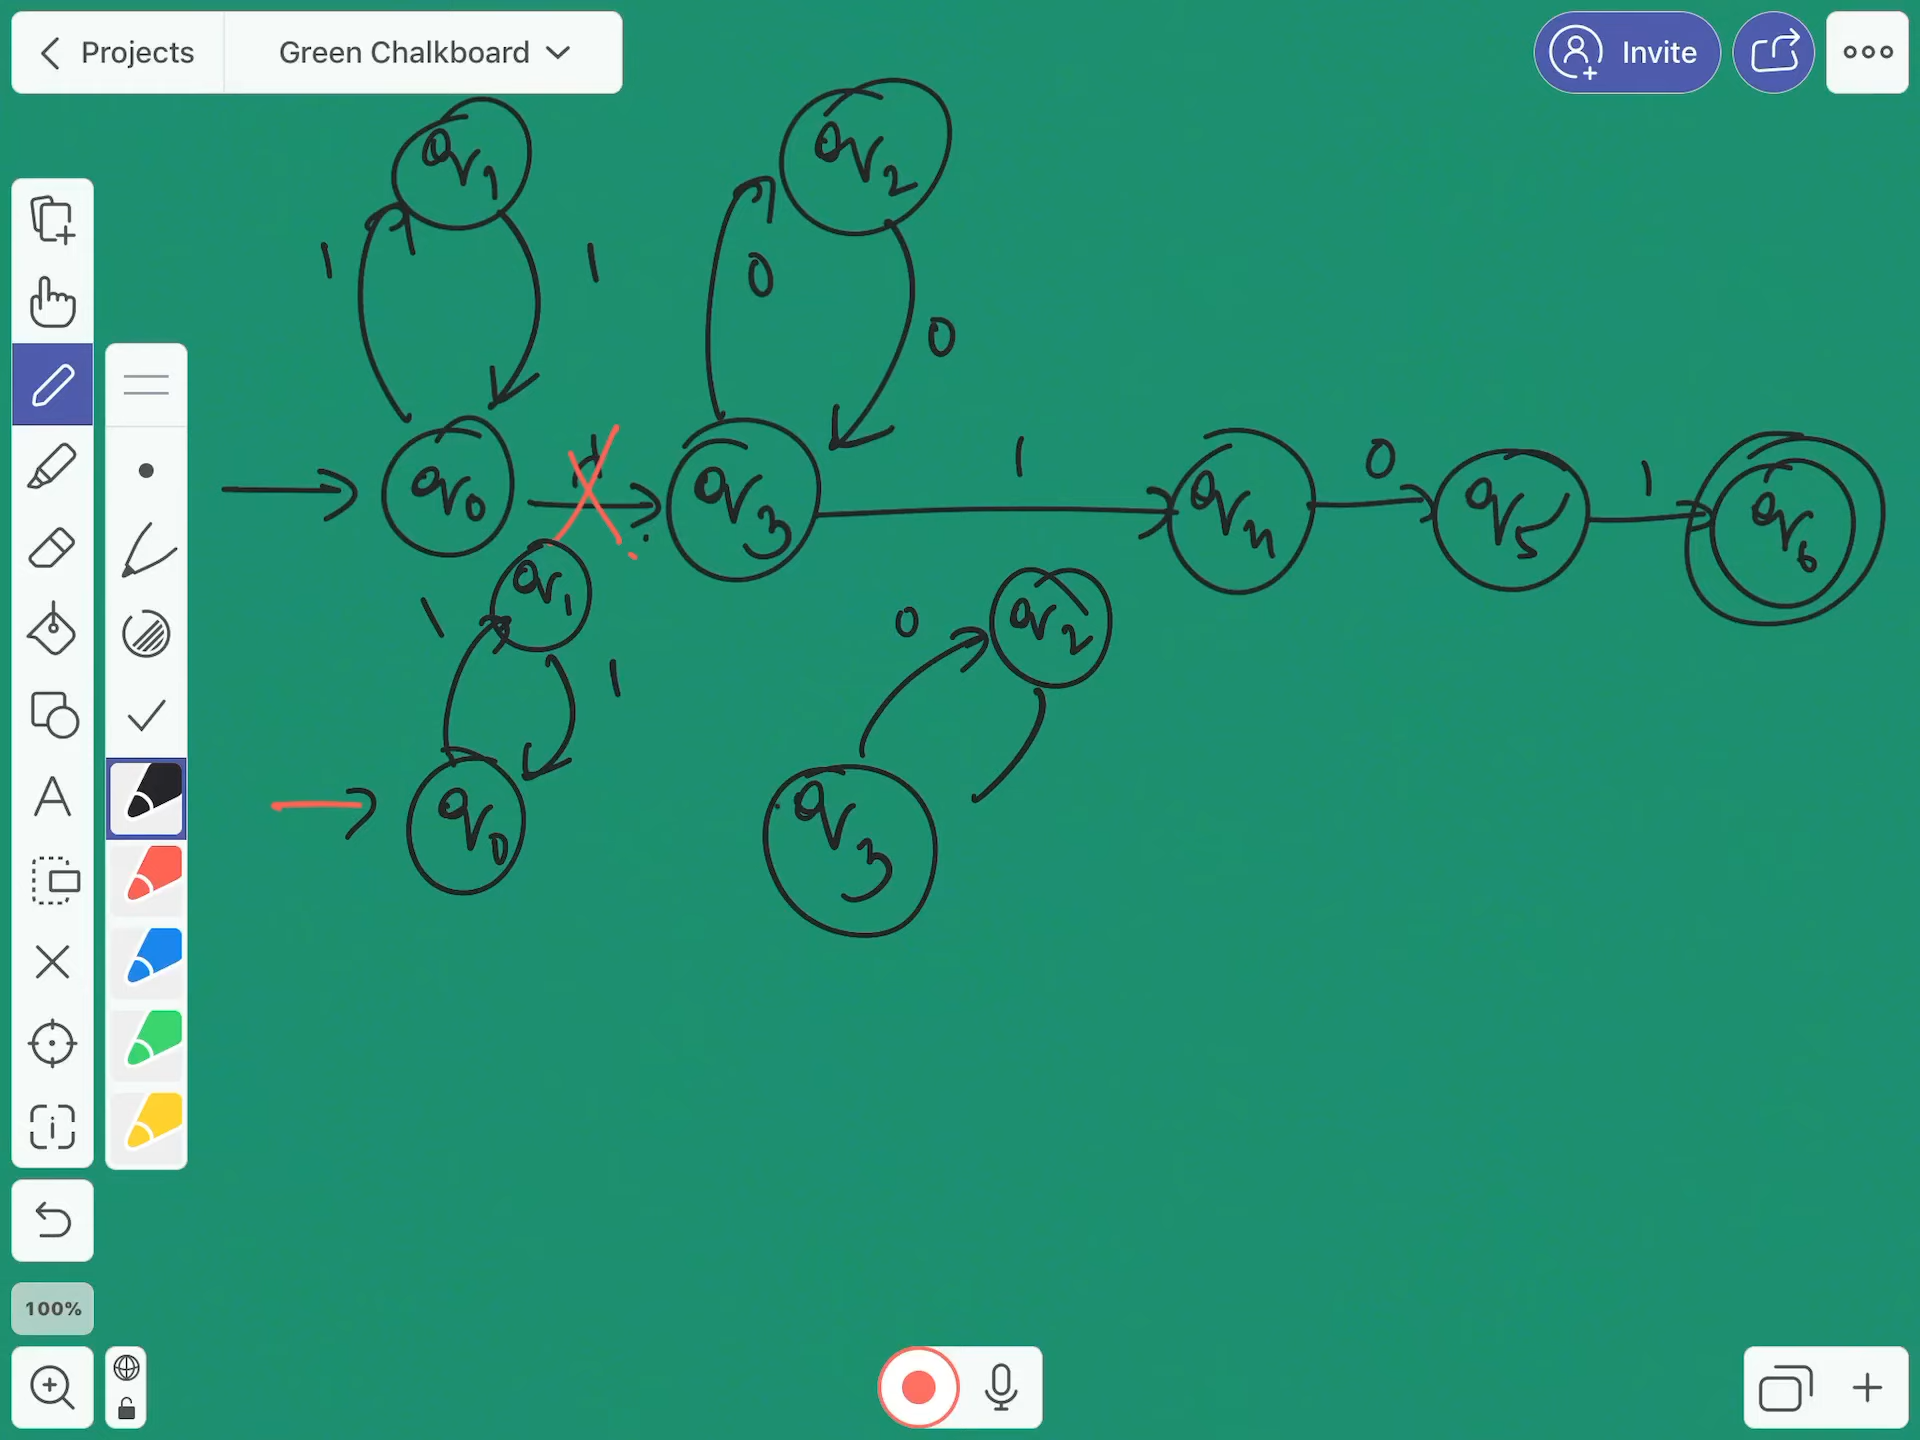 Projects Green Chalkboard Invite
q1 q2
1 1 0 0
q0 q3 1 q4 0 q5 1 q6
q1 q2
1 1 0
q0 q3
A
100%